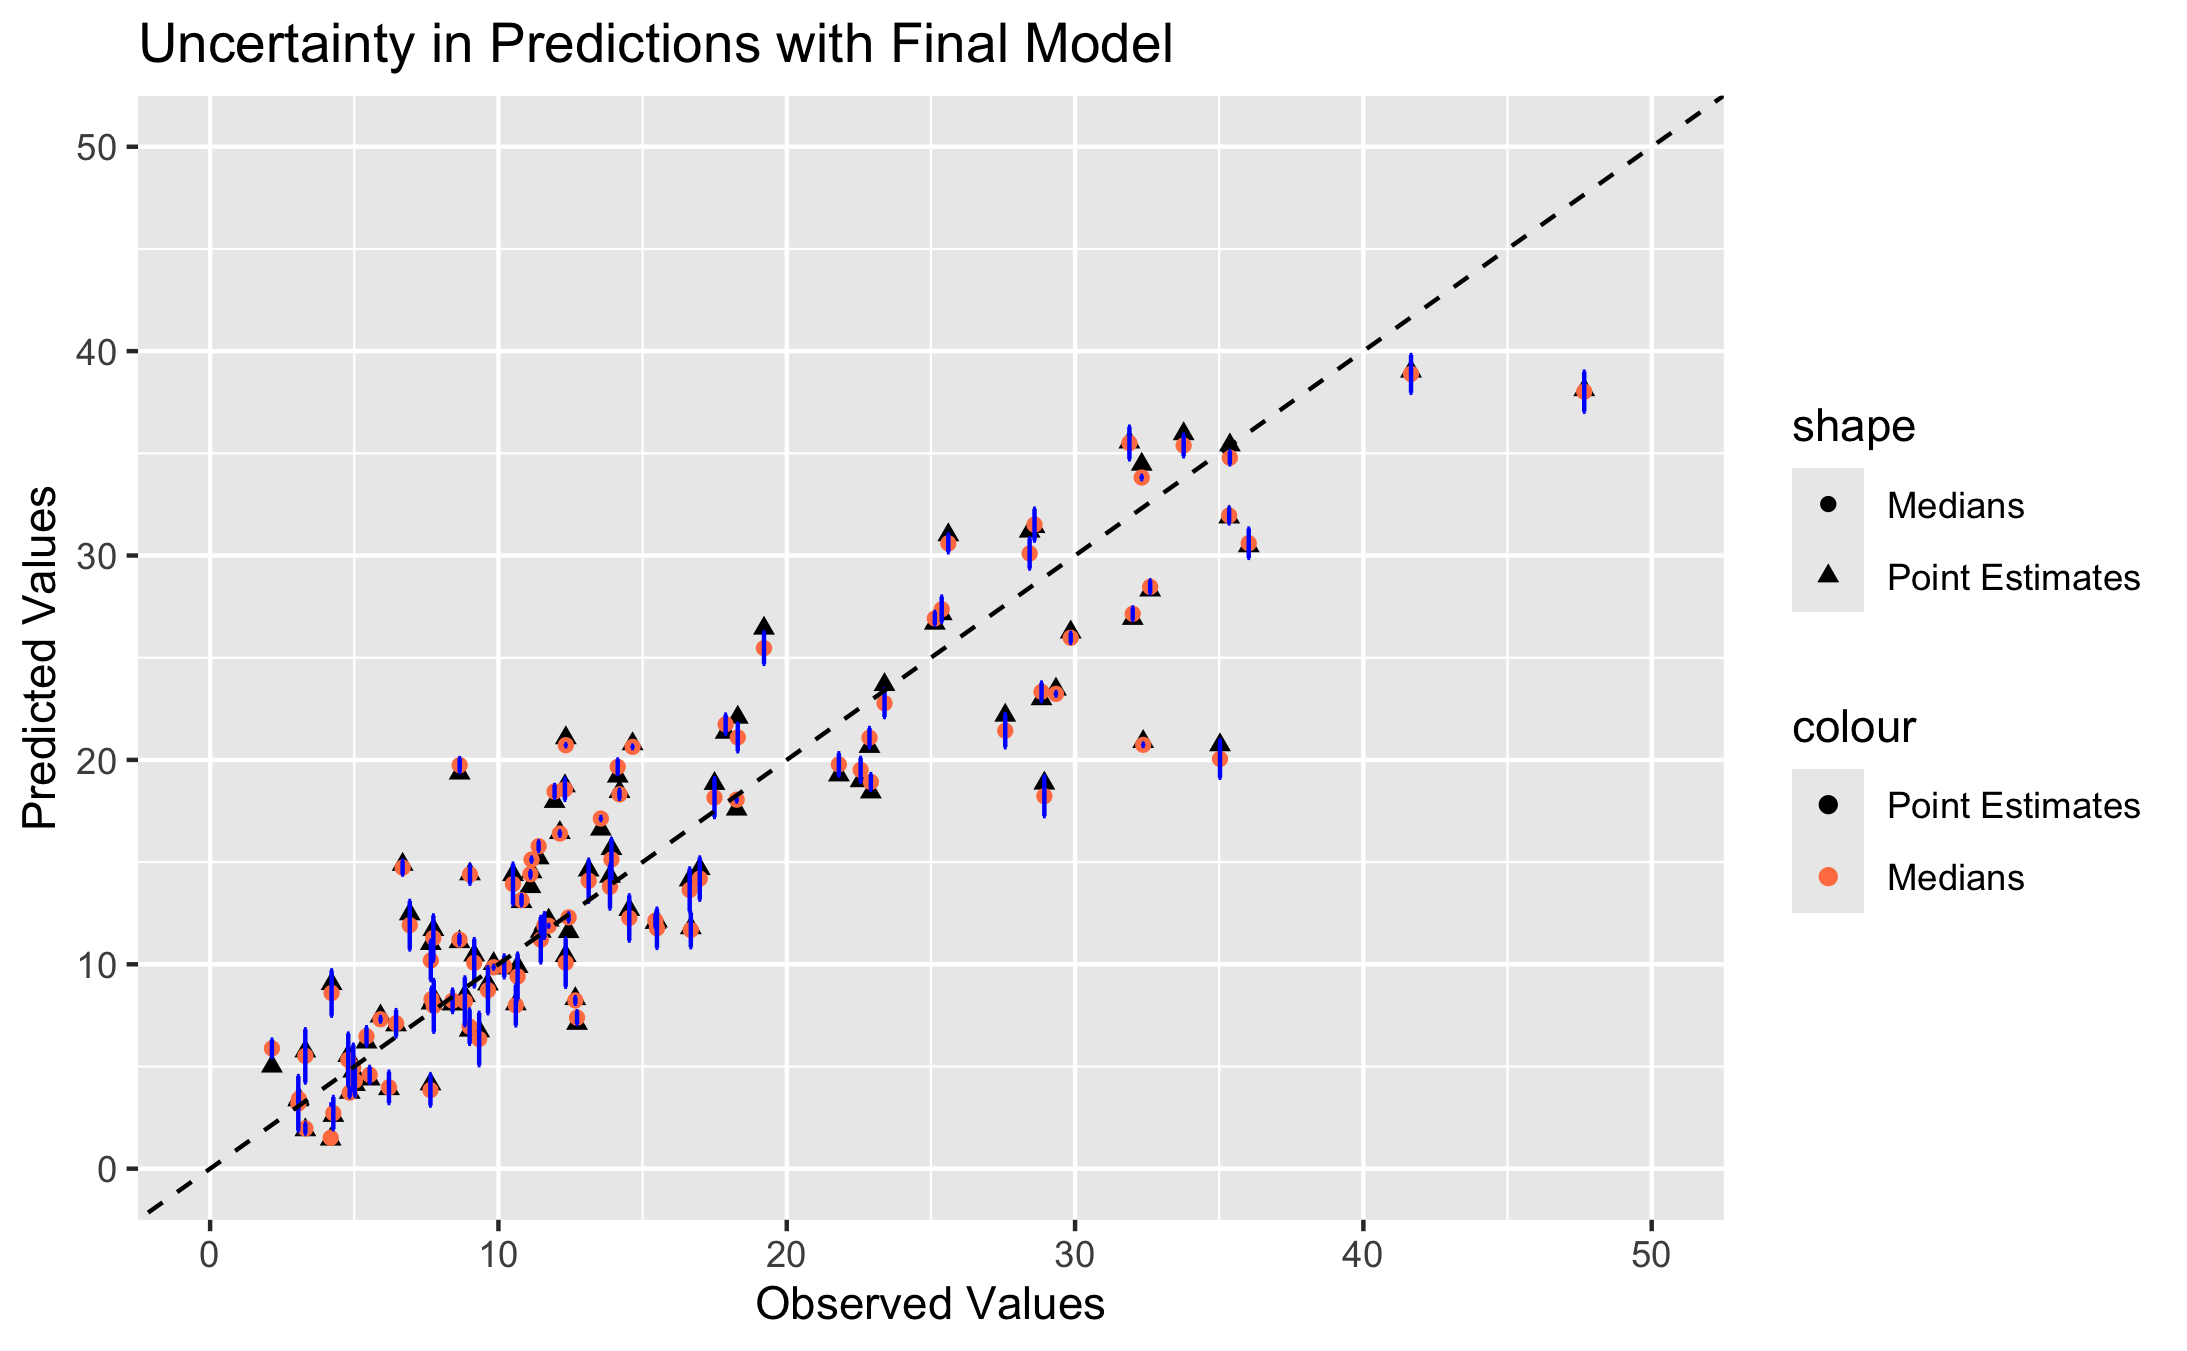 Uncertainty in Predictions with Final Model
50
40
30
20
10
0
Predicted Values
0 10 20 30 40 50
Observed Values
shape
Medians
Point Estimates
colour
Point Estimates
Medians